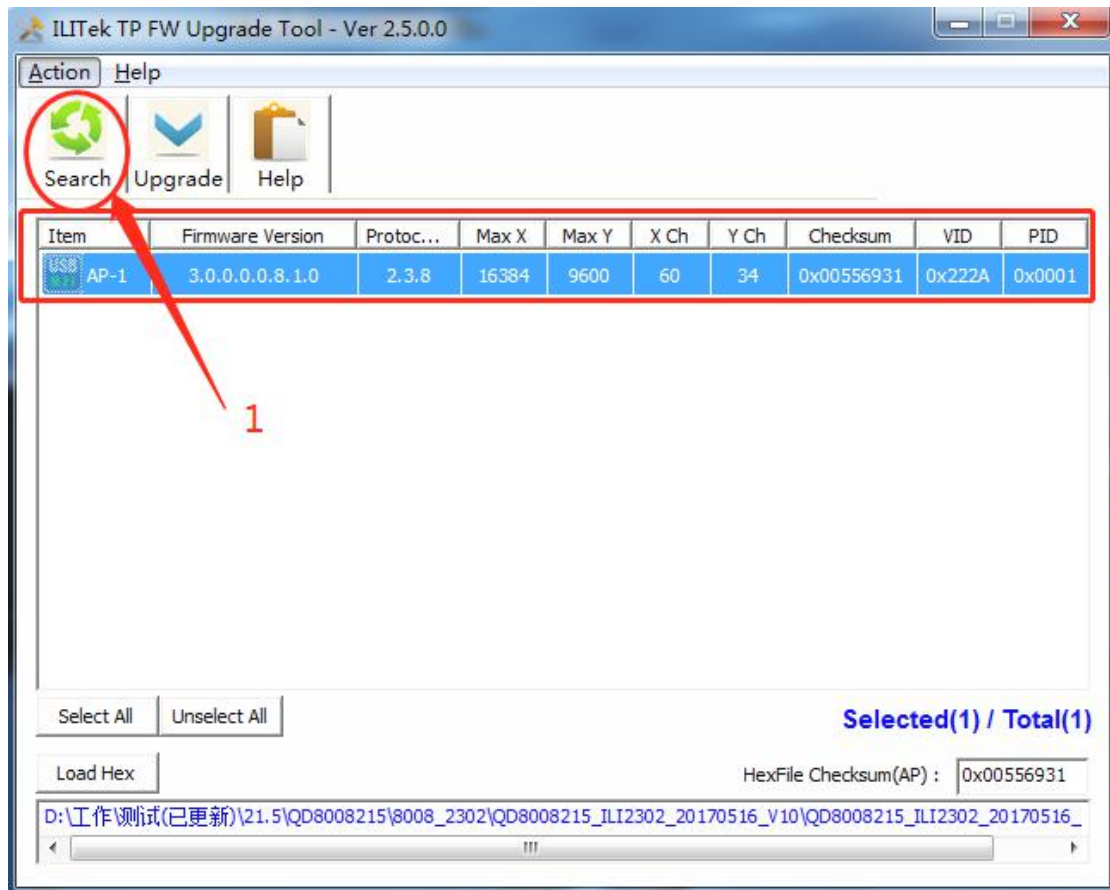 ILITek TP FW Upgrade Tool - Ver 2.5.0.0
Action Help
Search Upgrade Help
Item Firmware Version Protoc... Max X Max Y X Ch Y Ch Checksum VID PID
USB AP-1 3.0.0.0.0.8.1.0 2.3.8 16384 9600 60 34 0x00556931 0x222A 0x0001
1
Select All Unselect All Selected(1) / Total(1)
Load Hex HexFile Checksum(AP) : 0x00556931
D:\工作\测试(已更新)\21.5\QD8008215\8008_2302\QD8008215_ILI2302_20170516_V10\QD8008215_ILI2302_20170516_